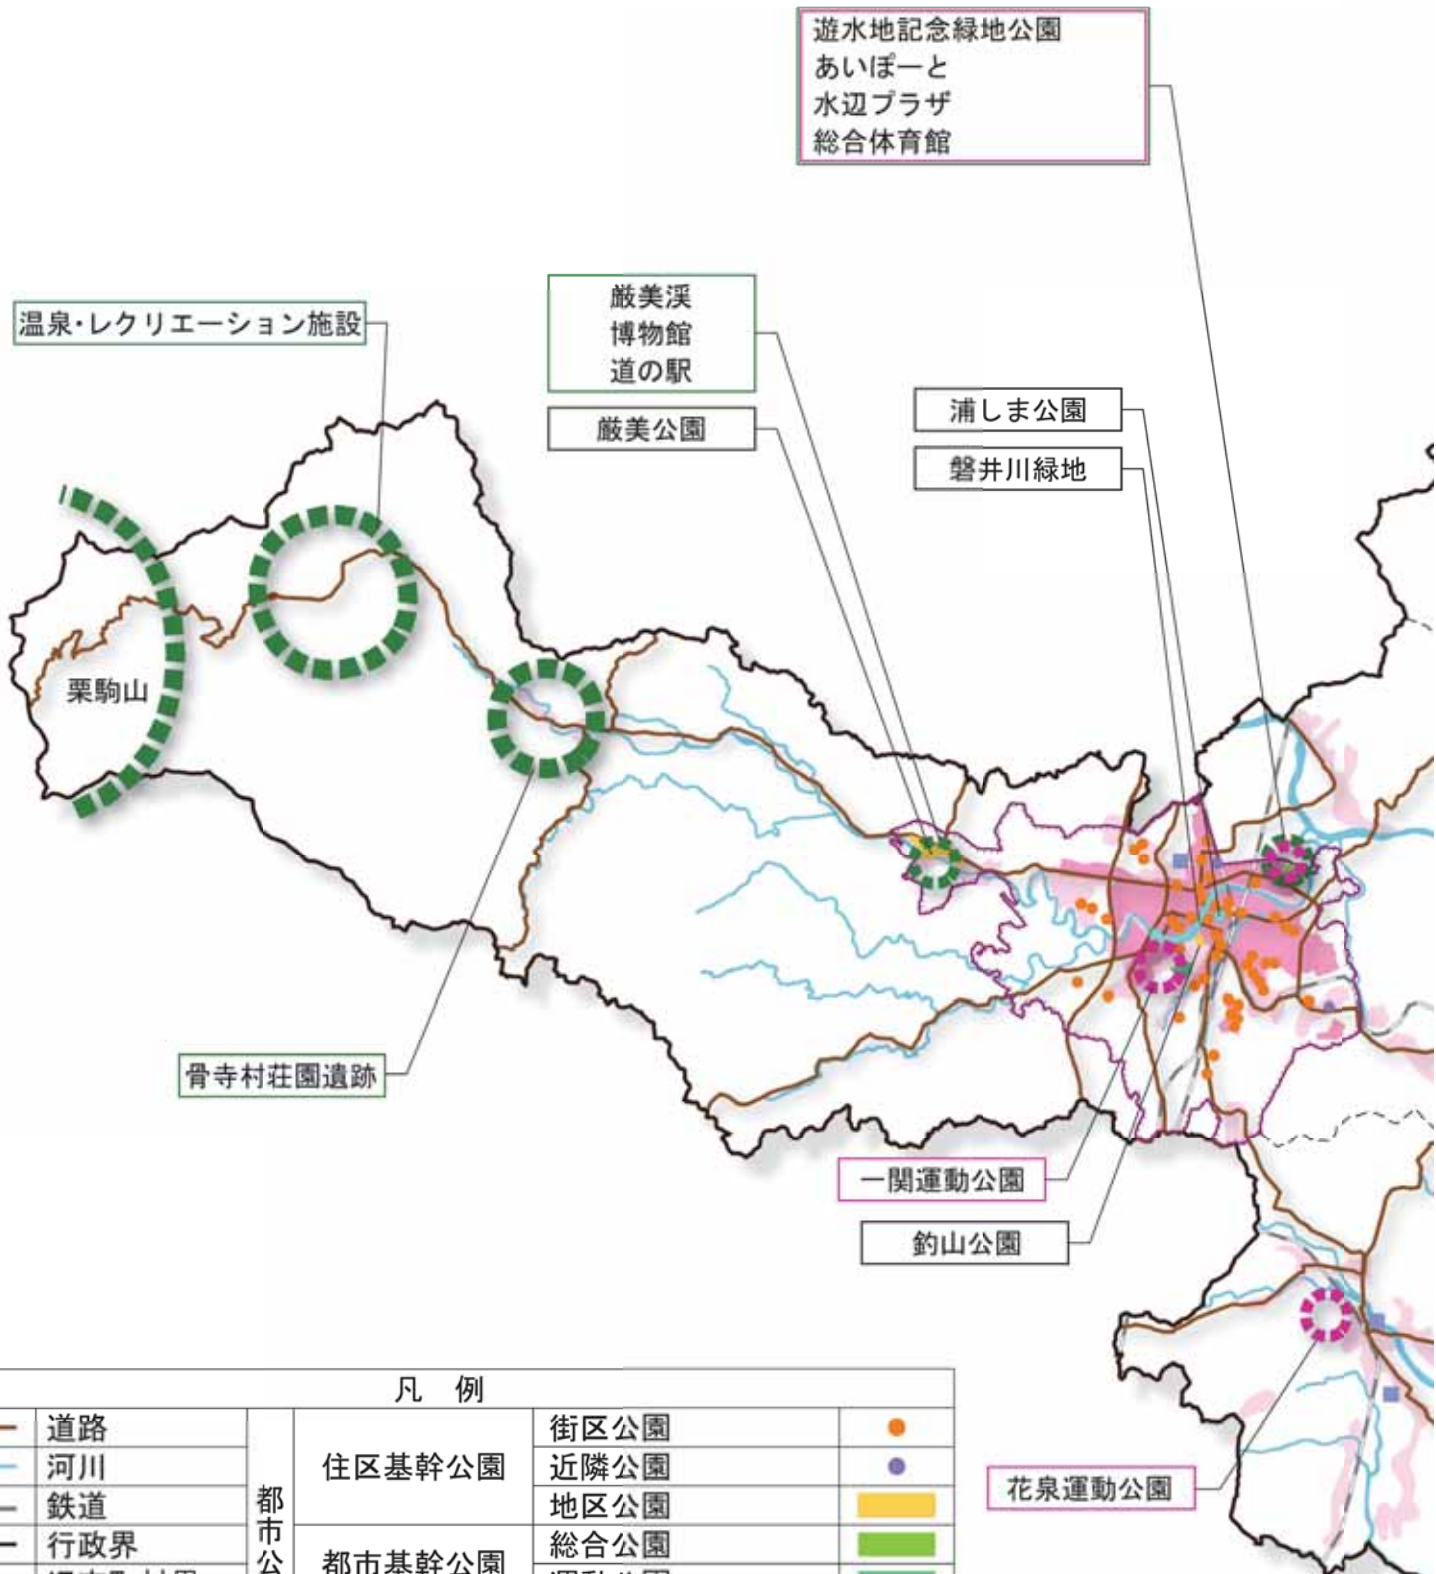 遊水地記念緑地公園
あいぽーと
水辺プラザ
総合体育館
温泉・レクリエーション施設
厳美渓
博物館
道の駅
厳美公園
浦しま公園
磐井川緑地
栗駒山
骨寺村荘園遺跡
一関運動公園
釣山公園
花泉運動公園
凡 例
道路
河川
鉄道
行政界
都市公
住区基幹公園
街区公園
近隣公園
地区公園
都市基幹公園
総合公園